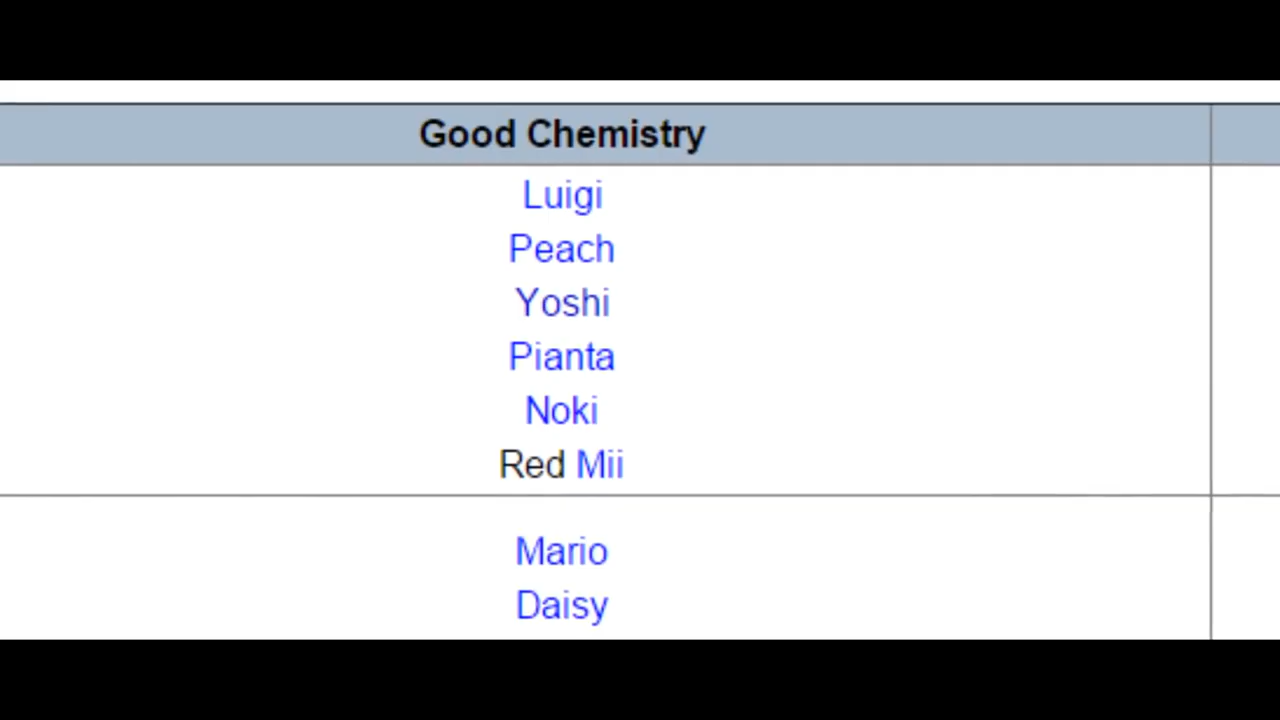 Good Chemistry
Luigi
Peach
Yoshi
Pianta
Noki
Red Mii
Mario
Daisy